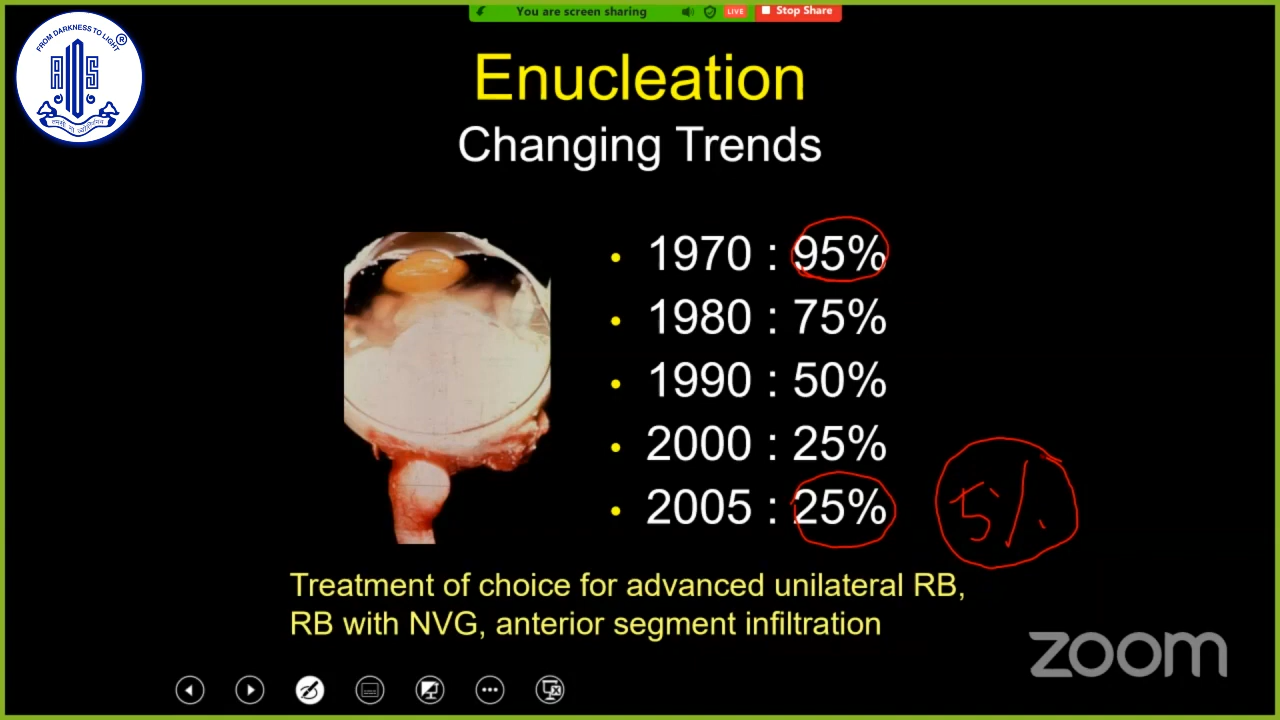 You are screen sharing LIVE Stop Share
FROM DARKNESS TO LIGHT
AIOS
Enucleation
Changing Trends
• 1970 : 95%
• 1980 : 75%
• 1990 : 50%
• 2000 : 25%
• 2005 : 25%
5%
Treatment of choice for advanced unilateral RB,
RB with NVG, anterior segment infiltration
zoom